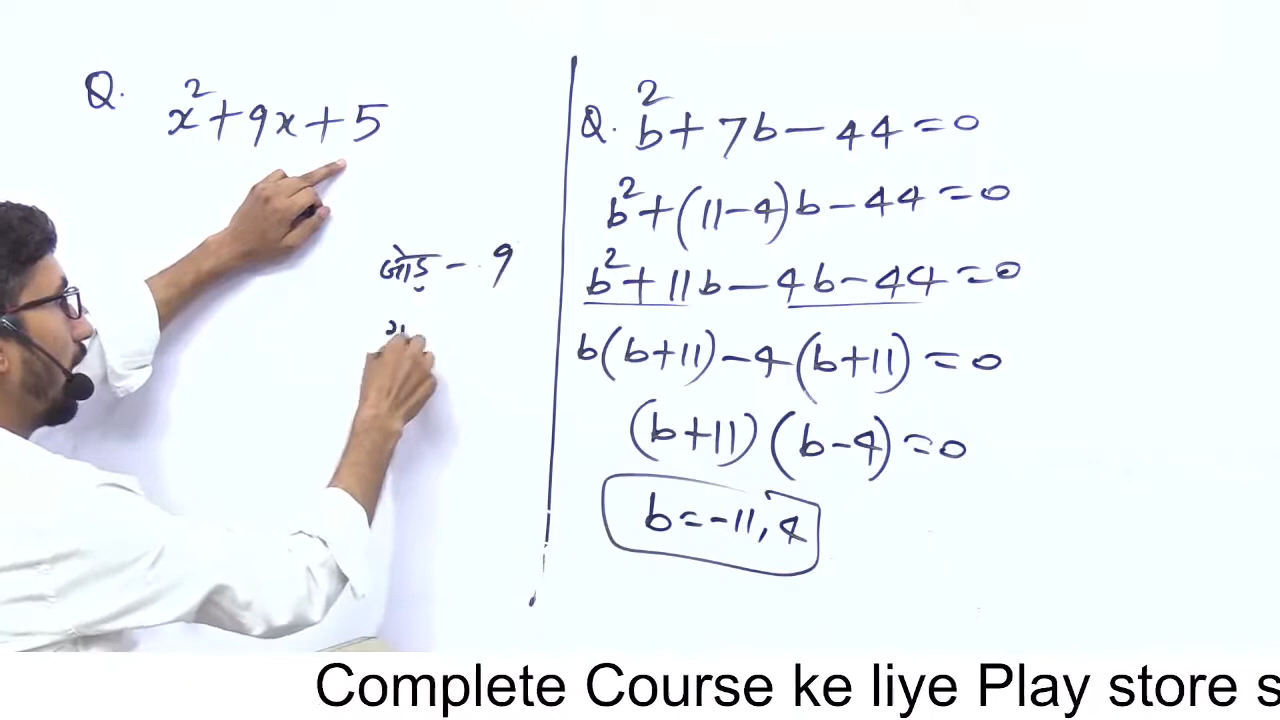 Q. x²+9x+5
जोड़ - 9
Q. b²+7b-44=0
b²+(11-4)b-44=0
b²+11b-4b-44=0
b(b+11)-4(b+11)=0
(b+11)(b-4)=0
b=-11,4
Complete Course ke liye Play store s